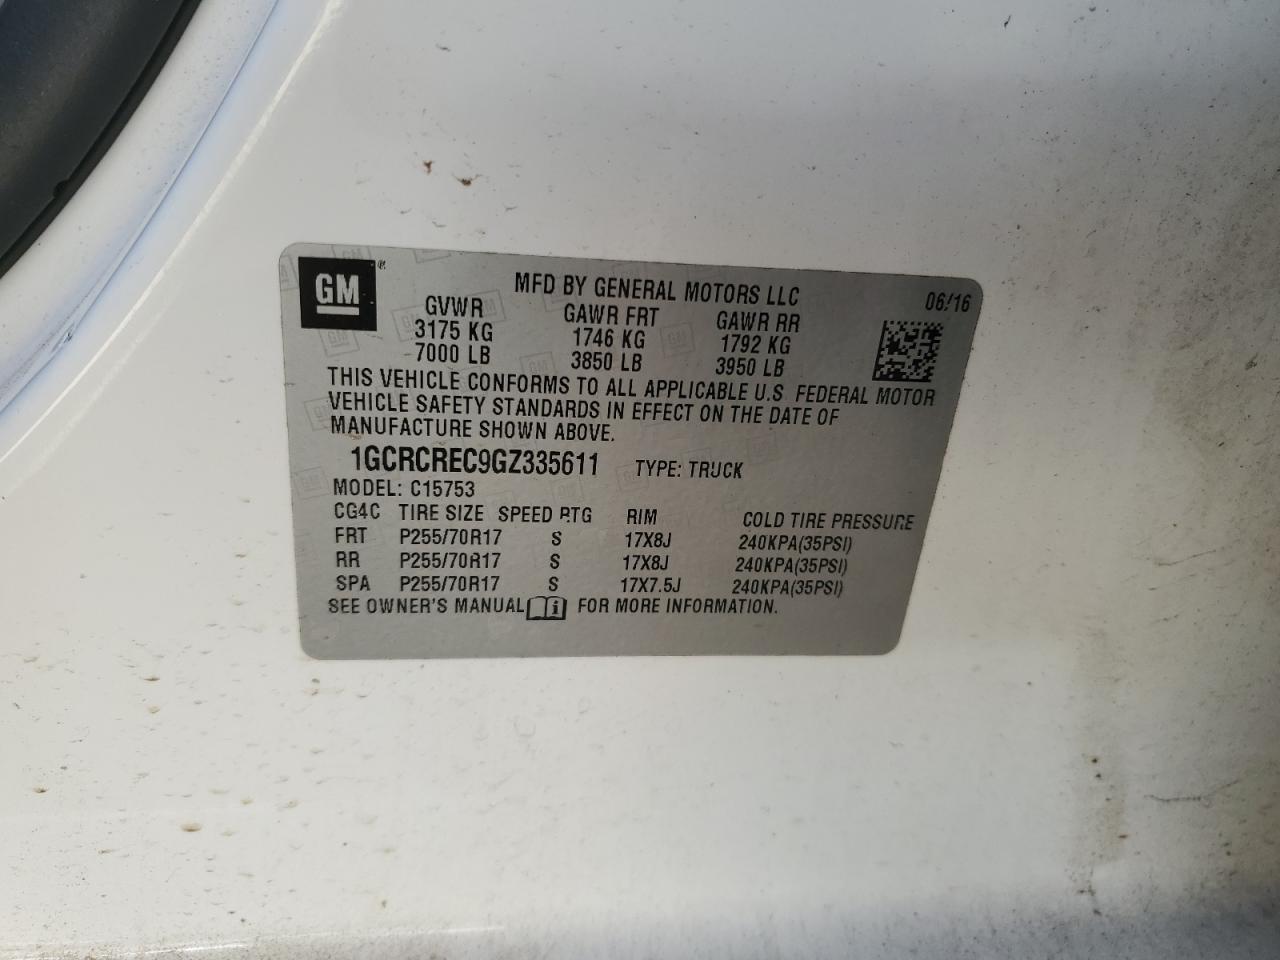 GM ®
MFD BY GENERAL MOTORS LLC 06/16
GVWR GAWR FRT GAWR RR
3175 KG 1746 KG 1792 KG
7000 LB 3850 LB 3950 LB
THIS VEHICLE CONFORMS TO ALL APPLICABLE U.S. FEDERAL MOTOR
VEHICLE SAFETY STANDARDS IN EFFECT ON THE DATE OF
MANUFACTURE SHOWN ABOVE.
1GCRCREC9GZ335611 TYPE: TRUCK
MODEL: C15753
CG4C TIRE SIZE SPEED RTG RIM COLD TIRE PRESSURE
FRT P255/70R17 S 17X8J 240KPA(35PSI)
RR P255/70R17 S 17X8J 240KPA(35PSI)
SPA P255/70R17 S 17X7.5J 240KPA(35PSI)
SEE OWNER'S MANUAL i FOR MORE INFORMATION.